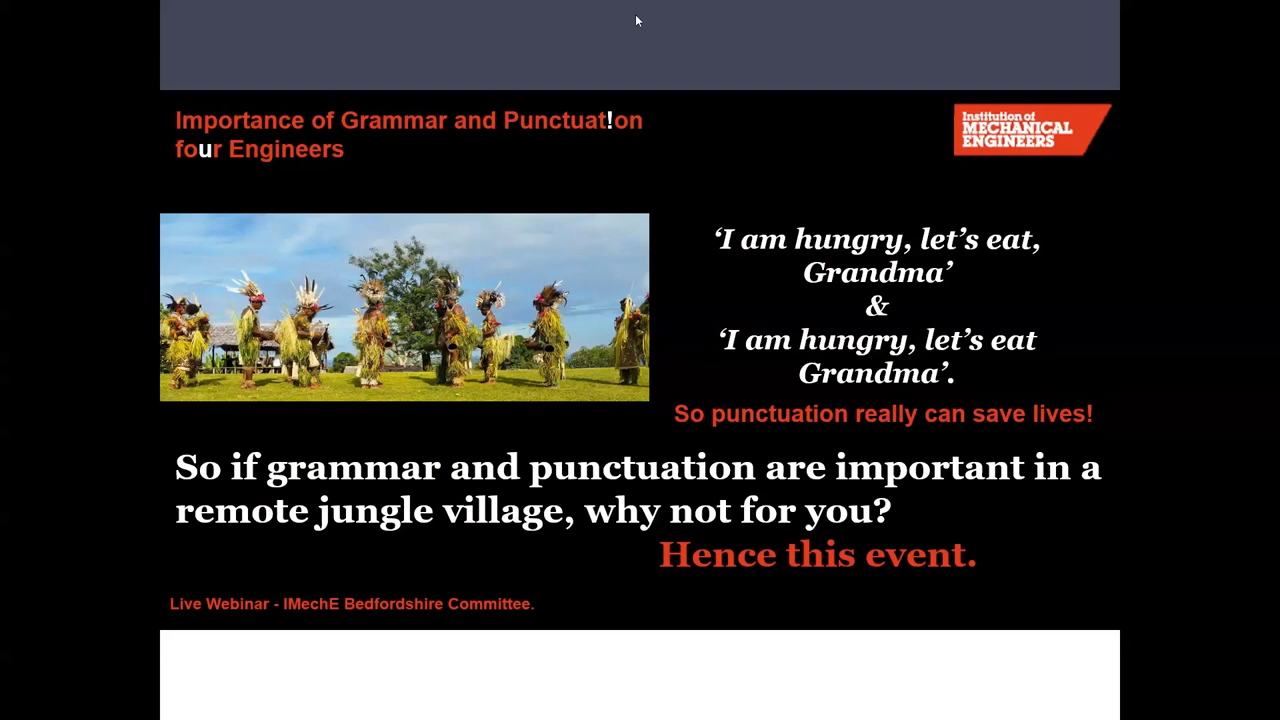 Importance of Grammar and Punctuat!on
four Engineers
Institution of
MECHANICAL
ENGINEERS
‘I am hungry, let’s eat,
Grandma’
&
‘I am hungry, let’s eat
Grandma’.
So punctuation really can save lives!
So if grammar and punctuation are important in a
remote jungle village, why not for you?
Hence this event.
Live Webinar - IMechE Bedfordshire Committee.